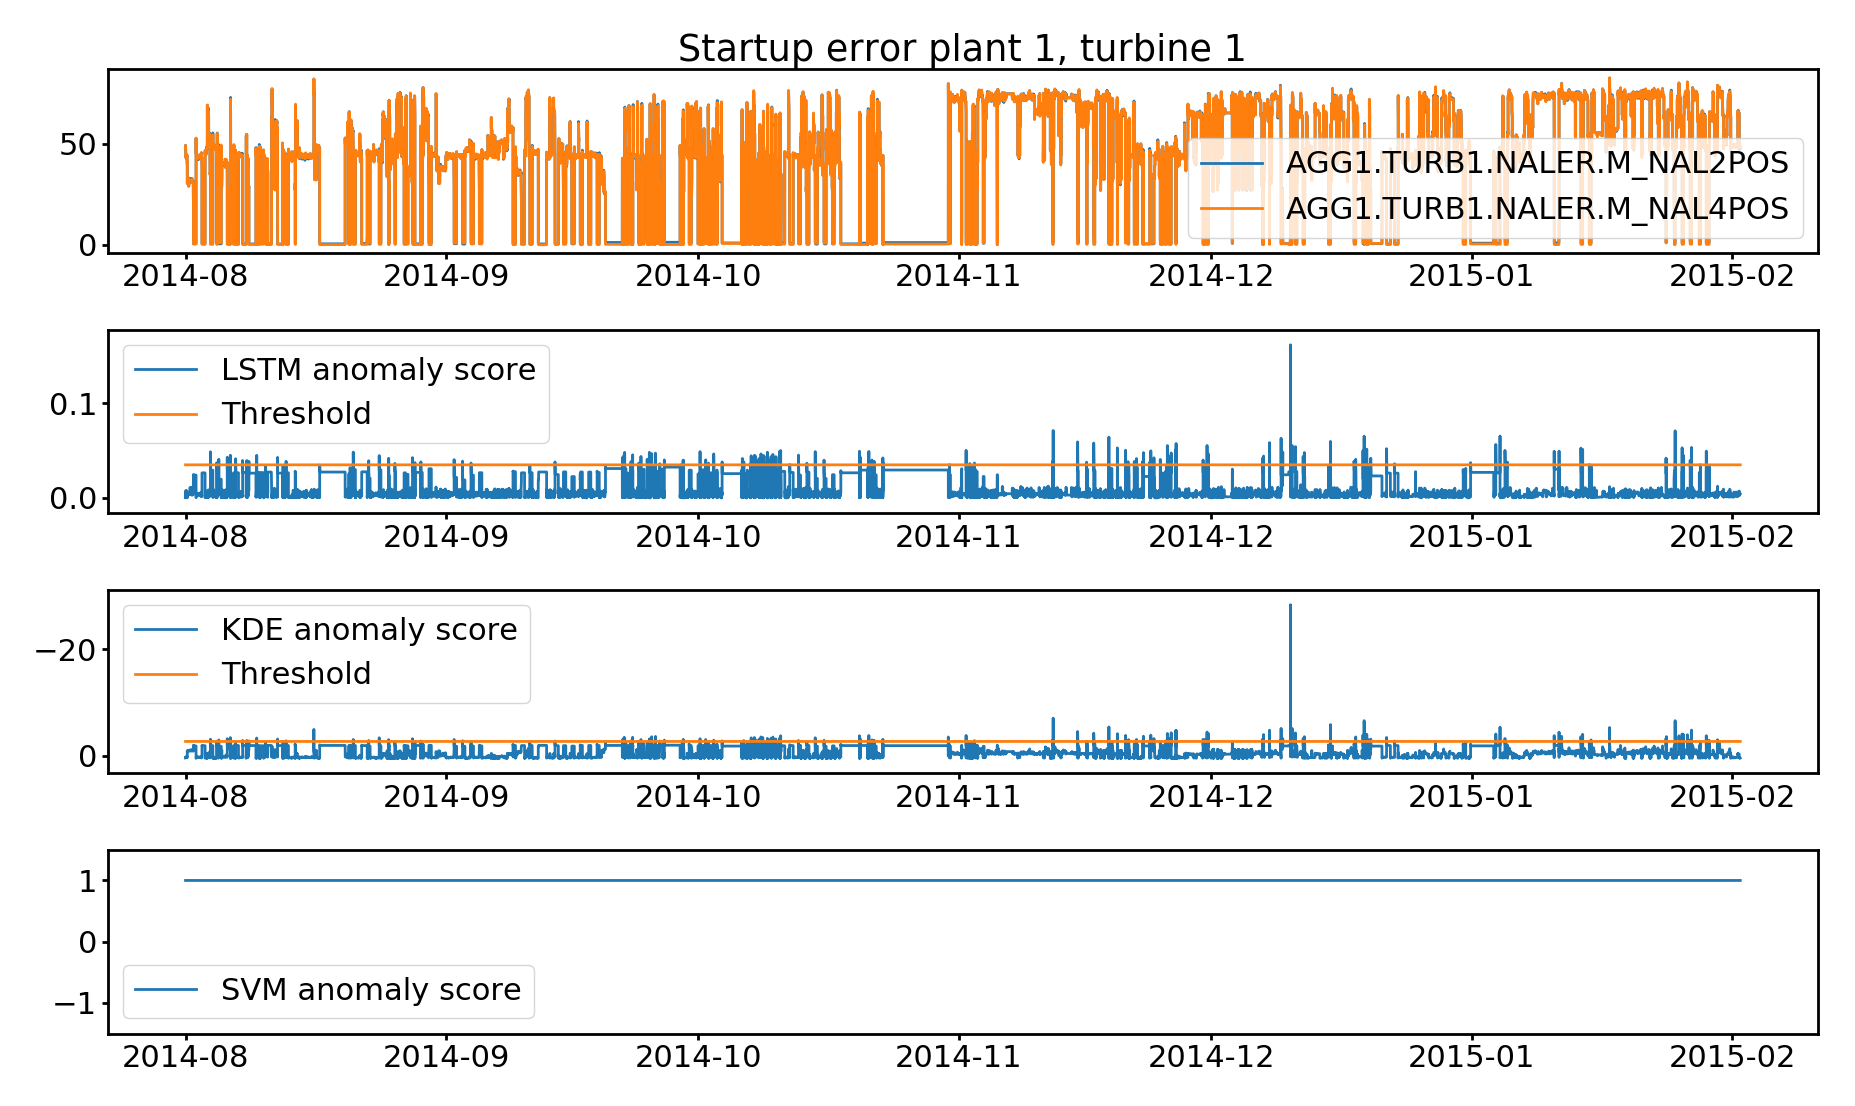 Startup error plant 1, turbine 1
50
0
AGG1.TURB1.NALER.M_NAL2POS
AGG1.TURB1.NALER.M_NAL4POS
2014-08 2014-09 2014-10 2014-11 2014-12 2015-01 2015-02
LSTM anomaly score
Threshold
0.1
0.0
2014-08 2014-09 2014-10 2014-11 2014-12 2015-01 2015-02
KDE anomaly score
Threshold
−20
0
2014-08 2014-09 2014-10 2014-11 2014-12 2015-01 2015-02
1
0
−1
SVM anomaly score
2014-08 2014-09 2014-10 2014-11 2014-12 2015-01 2015-02